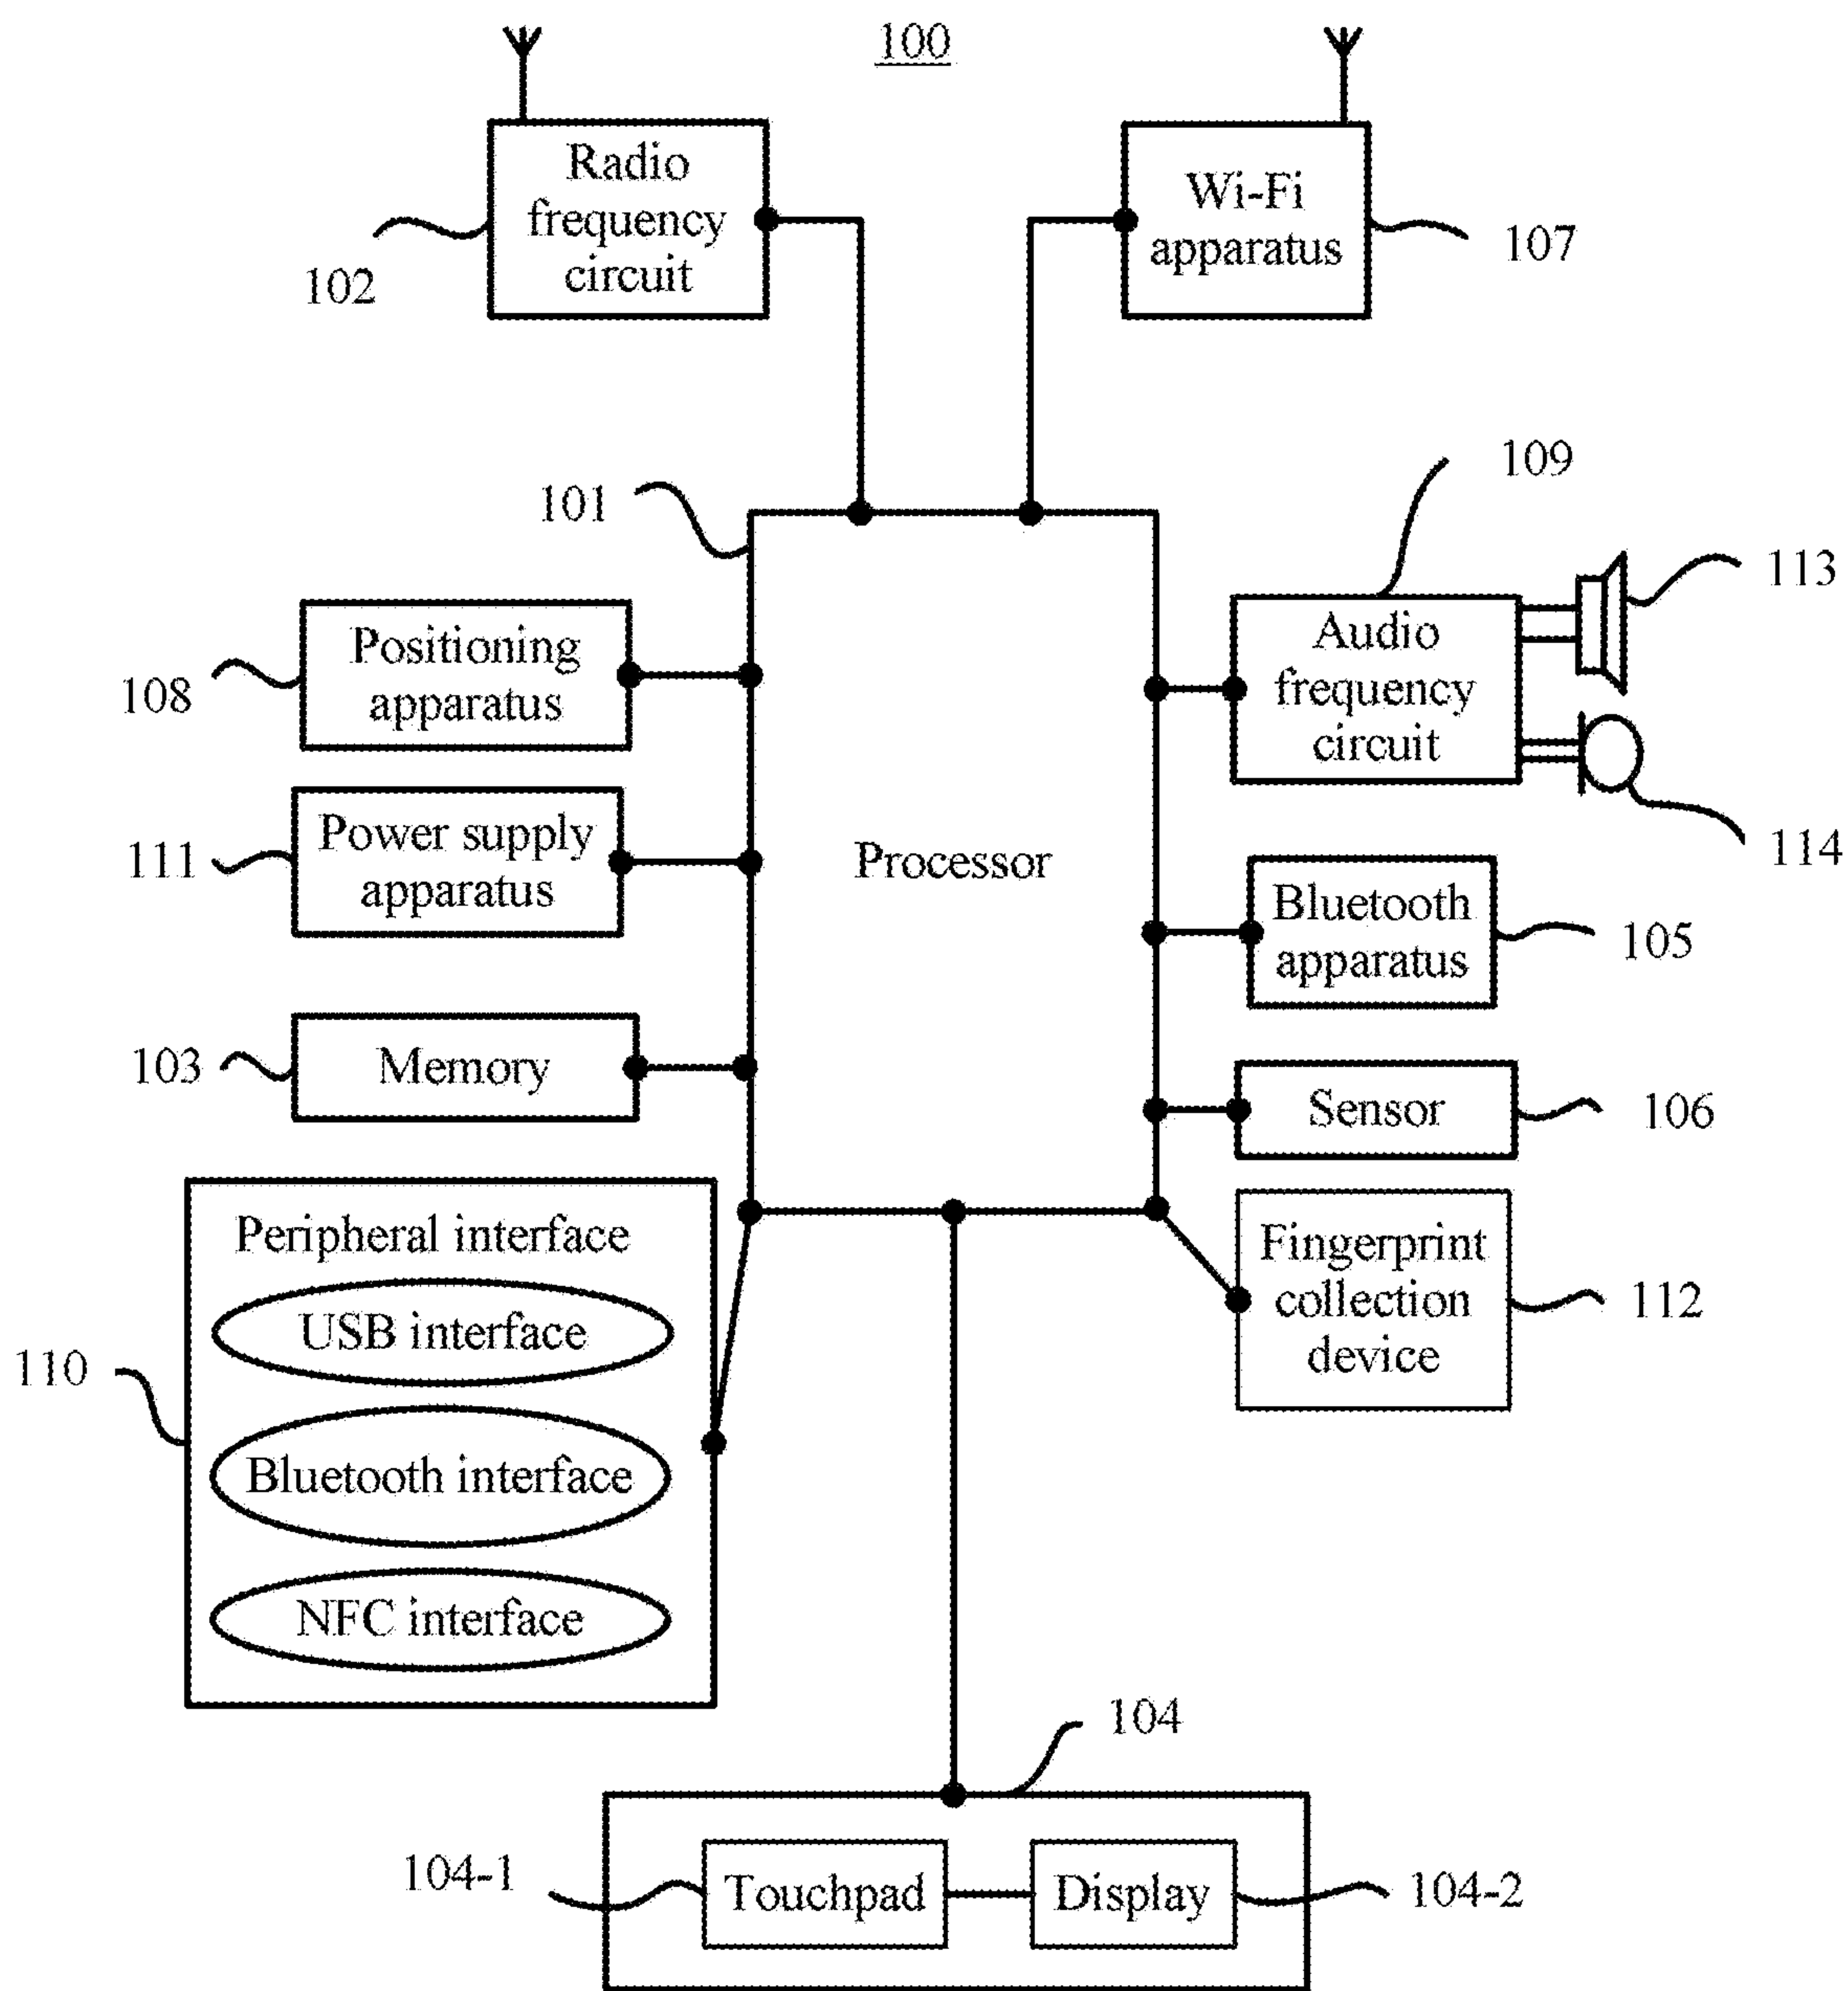 100
Radio
frequency
circuit
102
Wi-Fi
apparatus
107
101
109
113
Positioning
apparatus
108
Audio
frequency
circuit
114
Power supply
apparatus
111
Processor
Bluetooth
apparatus
105
Memory
103
Sensor
106
Peripheral interface
USB interface
Bluetooth interface
NFC interface
110
Fingerprint
collection
device
112
104
104-1
Touchpad
Display
104-2